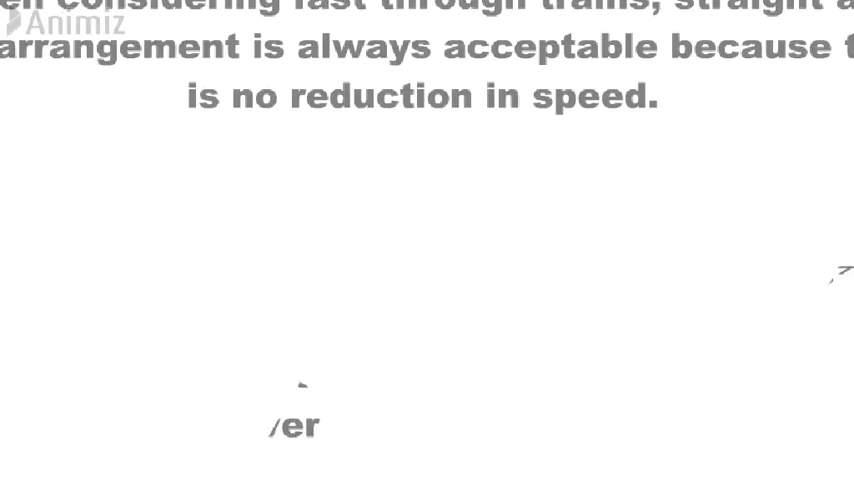 Animiz
considering fast through trains, straight
arrangement is always acceptable because
is no reduction in speed.